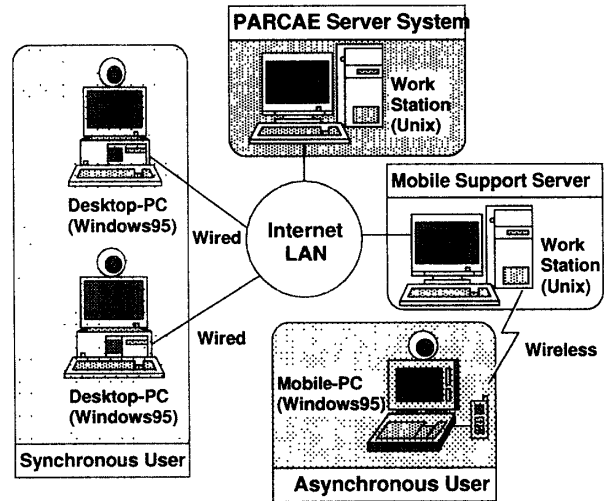 PARCAE Server System
Work
Station
(Unix)
Mobile Support Server
Work
Station
(Unix)
Desktop-PC
(Windows95)
Wired
Internet
LAN
Wired
Desktop-PC
(Windows95)
Synchronous User
Wireless
Mobile-PC
(Windows95)
Asynchronous User